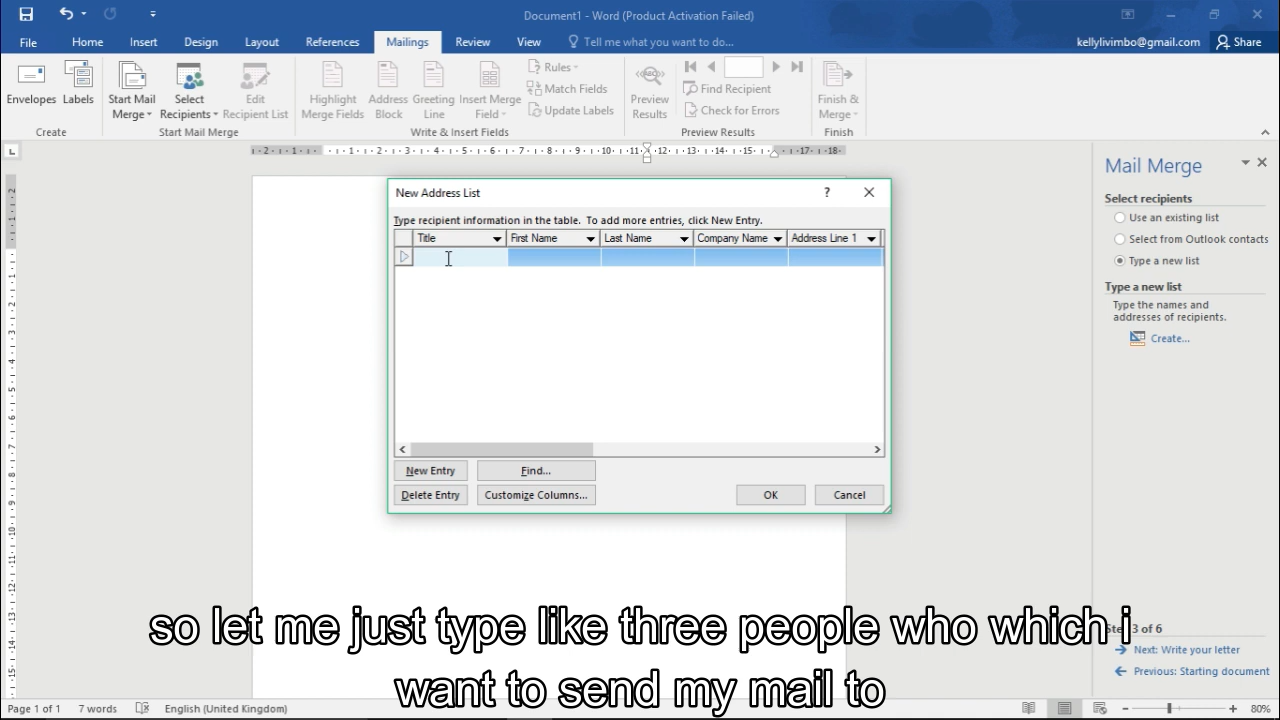 Document1 - Word (Product Activation Failed)
File Home Insert Design Layout References Mailings Review View Tell me what you want to do... kellylivimbo@gmail.com Share
Envelopes Labels Start Mail Merge Select Recipients Edit Recipient List Highlight Merge Fields Address Block Greeting Line Insert Merge Field Rules Match Fields Update Labels Preview Results Find Recipient Check for Errors Finish & Merge
Create Start Mail Merge Write & Insert Fields Preview Results Finish
Mail Merge
Select recipients
Use an existing list
Select from Outlook contacts
Type a new list
Type a new list
Type the names and
addresses of recipients.
Create...
New Address List
Type recipient information in the table. To add more entries, click New Entry.
Title First Name Last Name Company Name Address Line 1
New Entry Find...
Delete Entry Customize Columns... OK Cancel
so let me just type like three people who which i
want to send my mail to
3 of 6
Next: Write your letter
Previous: Starting document
Page 1 of 1 7 words English (United Kingdom) 80%